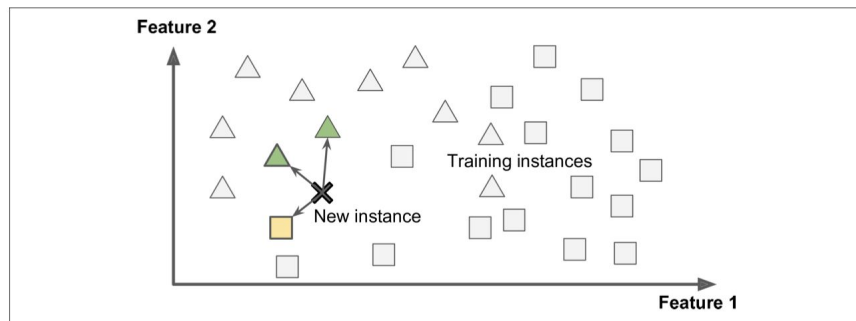 Feature 2
Training instances
New instance
Feature 1